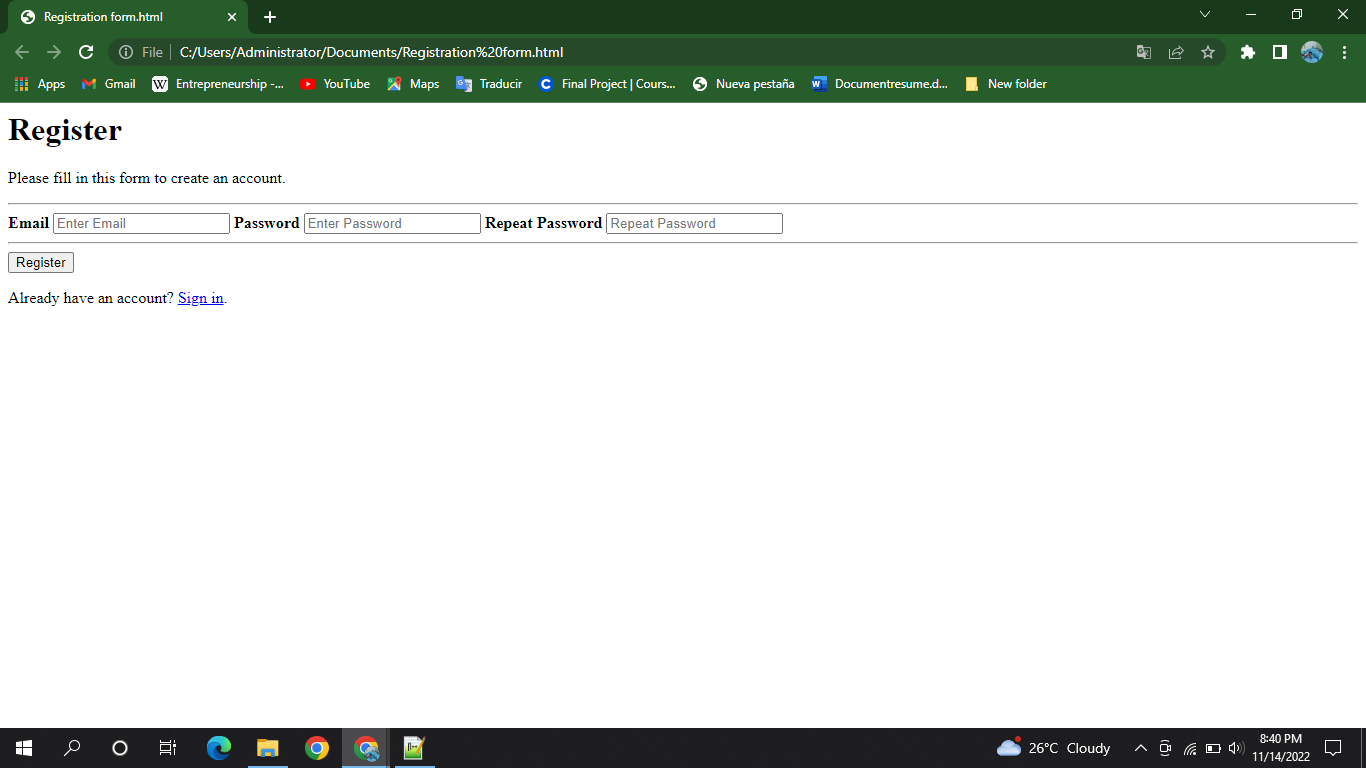 Registration form.html
File C:/Users/Administrator/Documents/Registration%20form.html
Apps Gmail Entrepreneurship -... YouTube Maps Traducir Final Project | Cours... Nueva pestaña Documentresume.d... New folder
Register
Please fill in this form to create an account.
Email Enter Email Password Enter Password Repeat Password Repeat Password
Register
Already have an account? Sign in.
26°C Cloudy
8:40 PM
11/14/2022